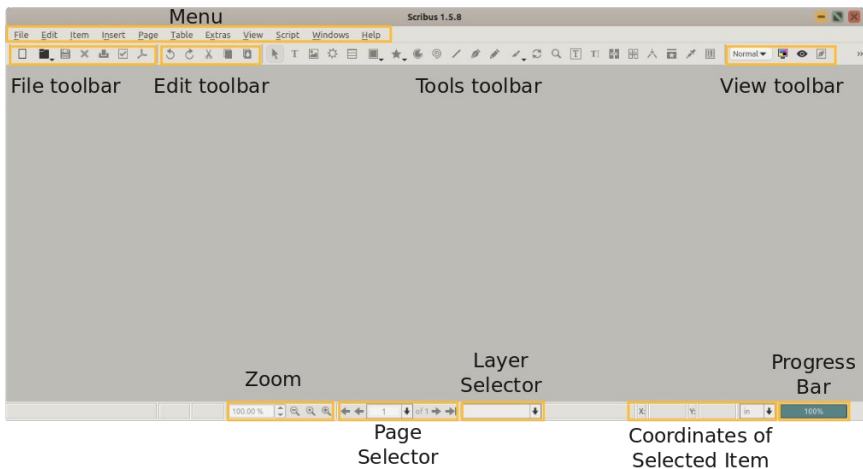 Menu
Scribus 1.5.8
File Edit Item Insert Page Table Extras View Script Windows Help
T T T Normal
File toolbar Edit toolbar Tools toolbar View toolbar
Zoom
Layer
Selector
Progress
Bar
100.00 % 1 of 1 X: Y: in 100%
Page
Selector
Coordinates of
Selected Item